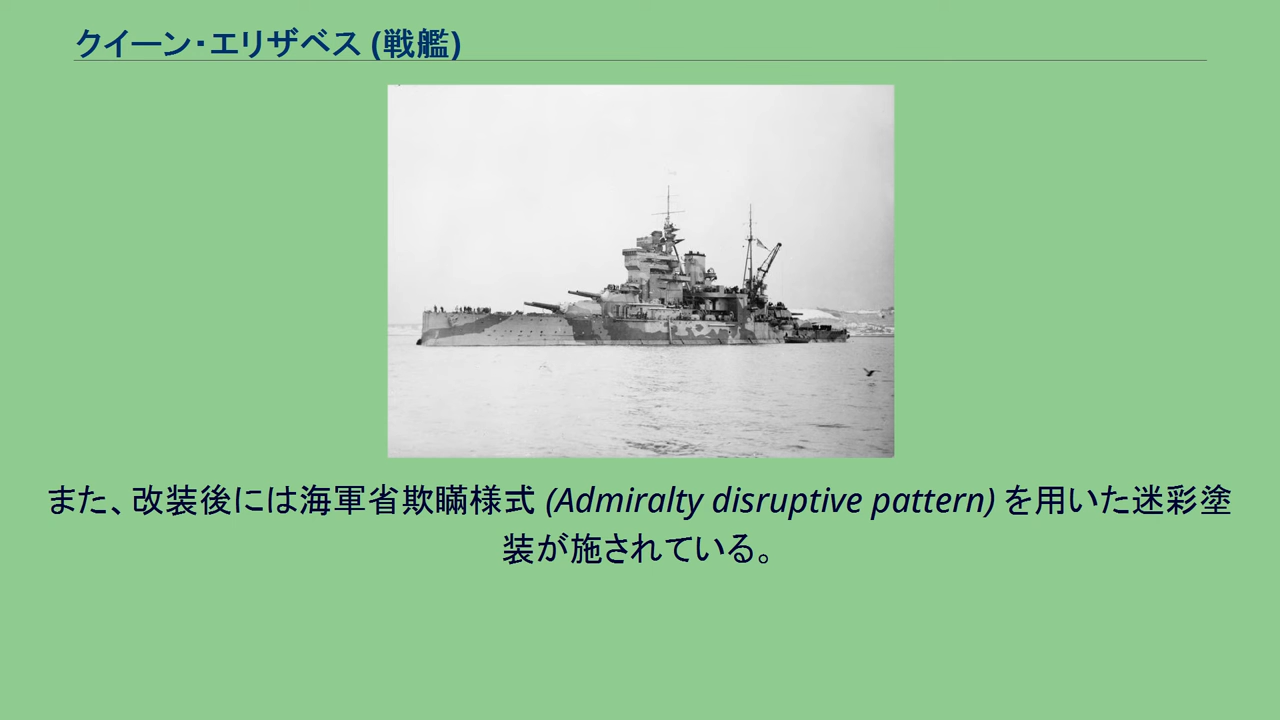 クイーン・エリザベス (戦艦)
また、改装後には海軍省欺瞞様式 (Admiralty disruptive pattern) を用いた迷彩塗
装が施されている。